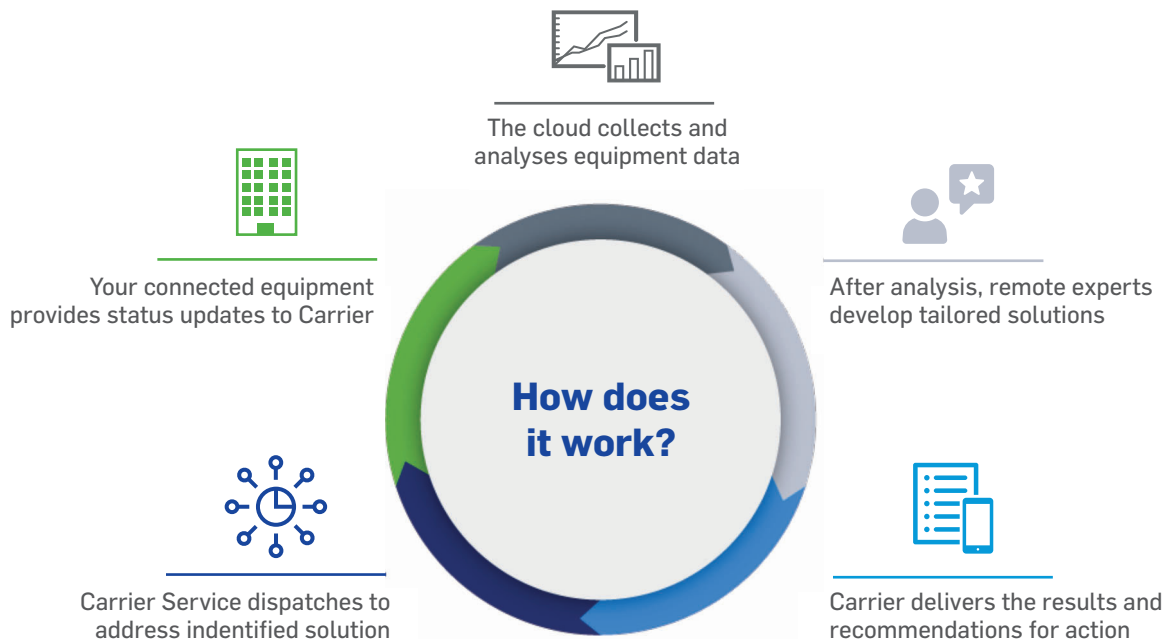 The cloud collects and
analyses equipment data
Your connected equipment
provides status updates to Carrier
After analysis, remote experts
develop tailored solutions
How does
it work?
Carrier Service dispatches to
address indentified solution
Carrier delivers the results and
recommendations for action